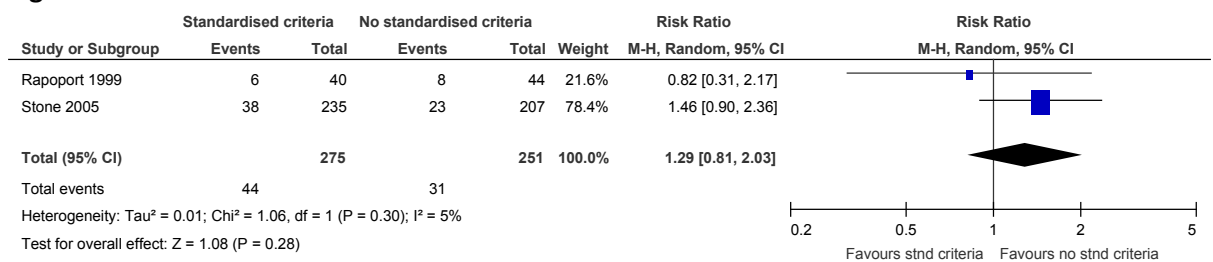 Standardised criteria No standardised criteria Risk Ratio Risk Ratio
Study or Subgroup Events Total Events Total Weight M-H, Random, 95% CI M-H, Random, 95% CI
Rapoport 1999 6 40 8 44 21.6% 0.82 [0.31, 2.17]
Stone 2005 38 235 23 207 78.4% 1.46 [0.90, 2.36]
Total (95% CI) 275 251 100.0% 1.29 [0.81, 2.03]
Total events 44 31
Heterogeneity: Tau² = 0.01; Chi² = 1.06, df = 1 (P = 0.30); I² = 5%
Test for overall effect: Z = 1.08 (P = 0.28)
0.2 0.5 1 2 5
Favours stnd criteria Favours no stnd criteria